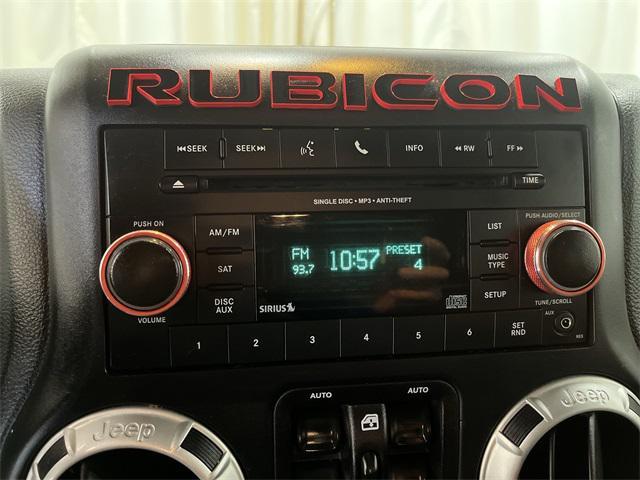 RUBICON
SEEK SEEK INFO RW FF
TIME
SINGLE DISC • MP3 • ANTI-THEFT
PUSH ON
VOLUME
AM/FM
SAT
DISC AUX
FM
93.7
10:57
PRESET
4
SIRIUS
LIST
MUSIC TYPE
SETUP
PUSH AUDIO/SELECT
TUNE/SCROLL
1 2 3 4 5 6
SET RND
AUX
RES
AUTO AUTO
Jeep Jeep